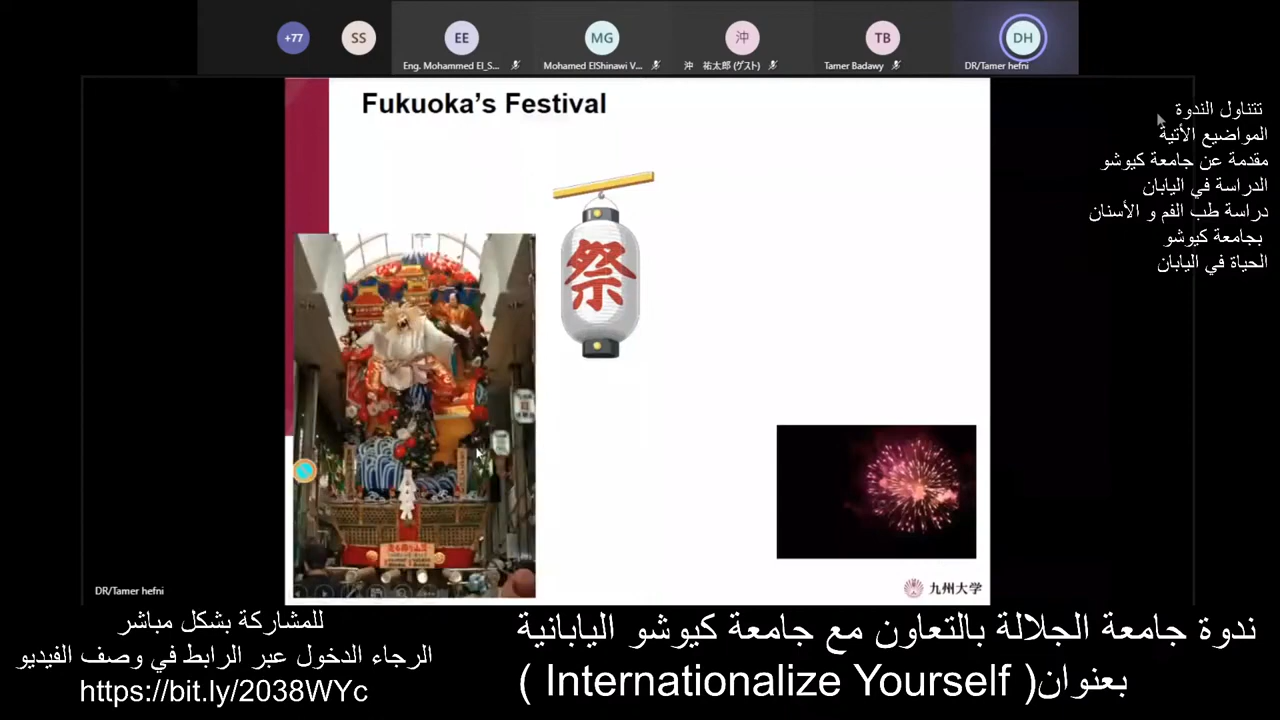 +77
SS
EE
MG
沖
TB
DH
Eng. Mohammed El_S...
Mohamed ElShinawi V...
沖 祐太郎 (ゲスト)
Tamer Badawy
DR/Tamer hefni
Fukuoka's Festival
祭
تتناول الندوة
المواضيع الأتية
مقدمة عن جامعة كيوشو
الدراسة في اليابان
دراسة طب الفم و الأسنان
بجامعة كيوشو
الحياة في اليابان
九州大学
DR/Tamer hefni
للمشاركة بشكل مباشر
الرجاء الدخول عبر الرابط في وصف الفيديو
https://bit.ly/2038WYc
ندوة جامعة الجلالة بالتعاون مع جامعة كيوشو اليابانية
بعنوان( Internationalize Yourself )